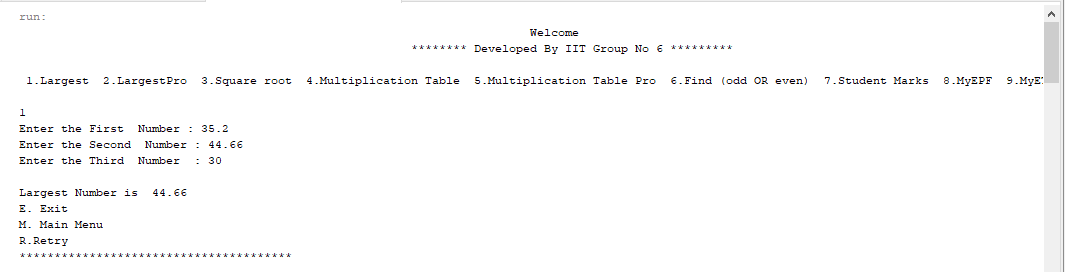 run:
Welcome
******** Developed By IIT Group No 6 *********
1.Largest  2.LargestPro  3.Square root  4.Multiplication Table  5.Multiplication Table Pro  6.Find (odd OR even)  7.Student Marks  8.MyEPF
1
Enter the First  Number : 35.2
Enter the Second  Number : 44.66
Enter the Third  Number  : 30
Largest Number is  44.66
E. Exit
M. Main Menu
R.Retry
***************************************